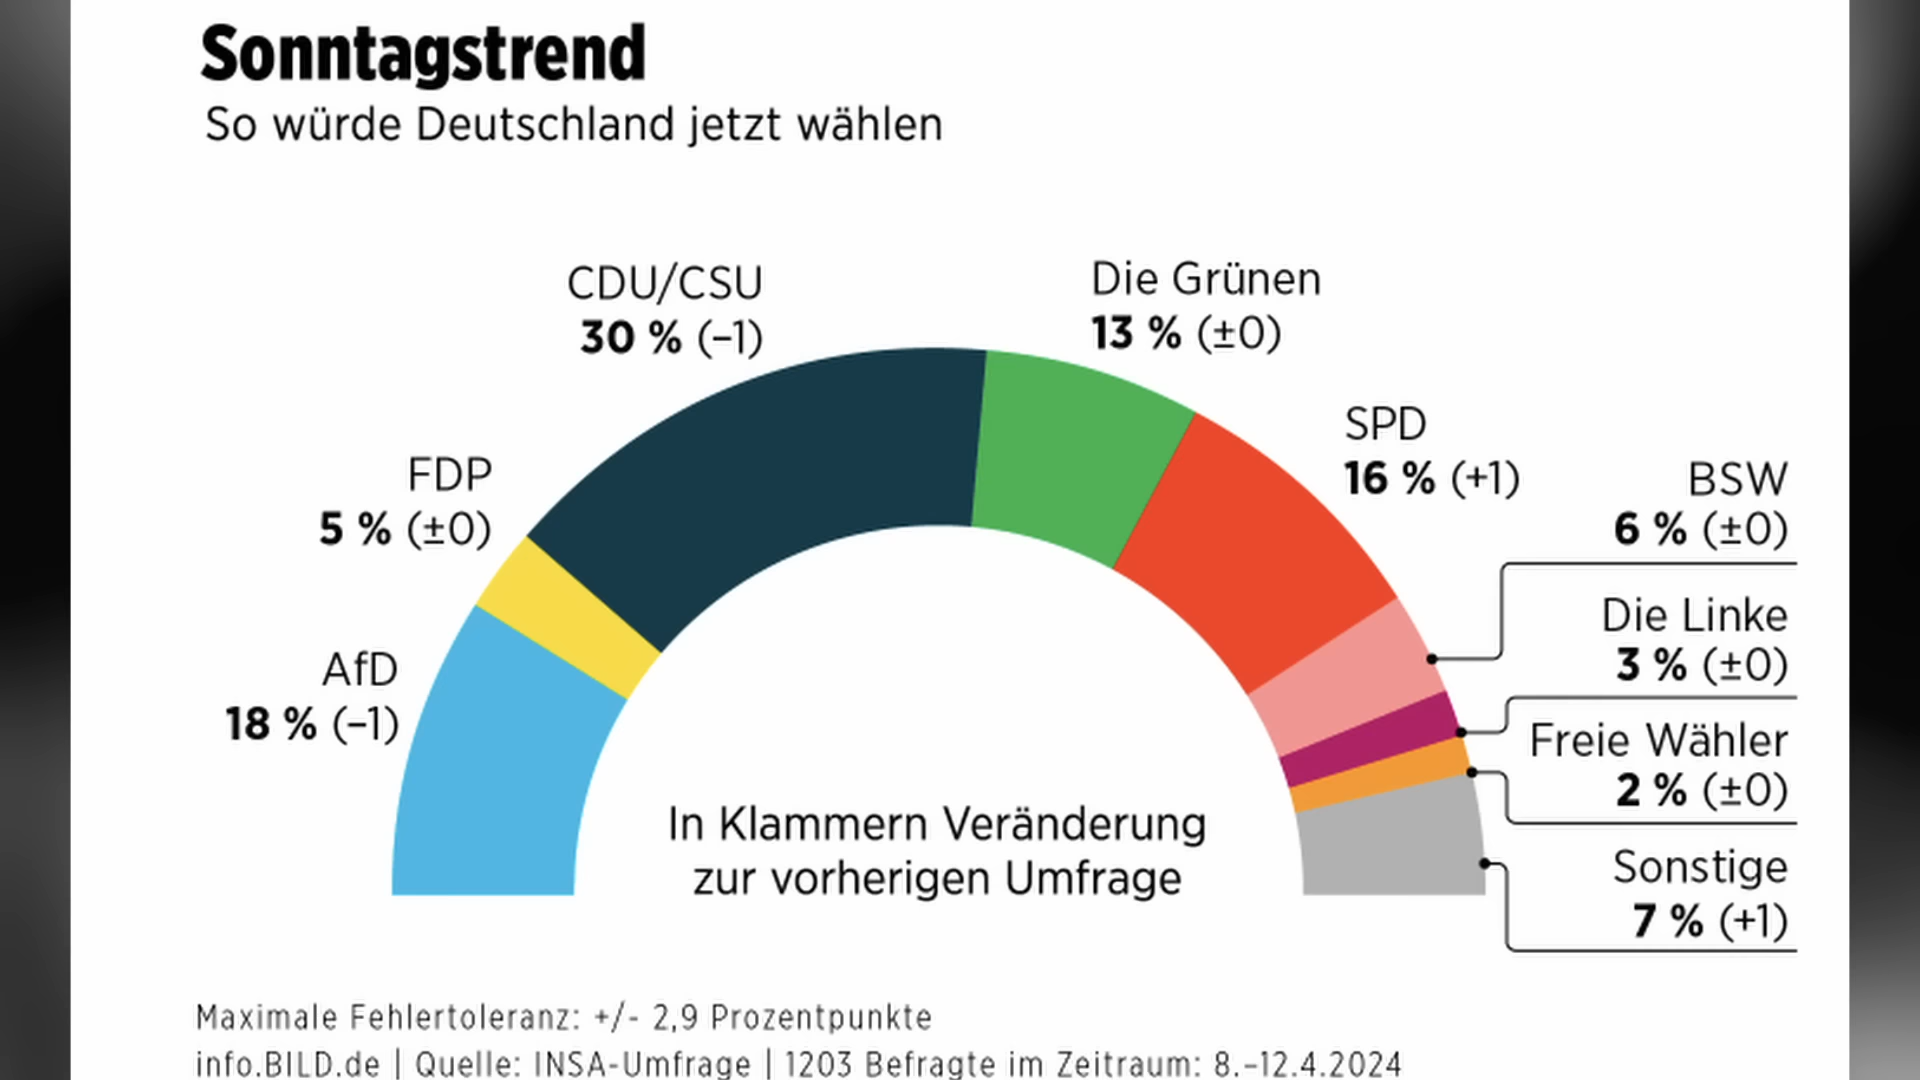 Sonntagstrend
So würde Deutschland jetzt wählen
CDU/CSU
30 % (–1)
Die Grünen
13 % (±0)
SPD
16 % (+1)
FDP
5 % (±0)
BSW
6 % (±0)
Die Linke
3 % (±0)
AfD
18 % (–1)
Freie Wähler
2 % (±0)
Sonstige
7 % (+1)
In Klammern Veränderung
zur vorherigen Umfrage
Maximale Fehlertoleranz: +/- 2,9 Prozentpunkte
info.BILD.de | Quelle: INSA-Umfrage | 1203 Befragte im Zeitraum: 8.–12.4.2024